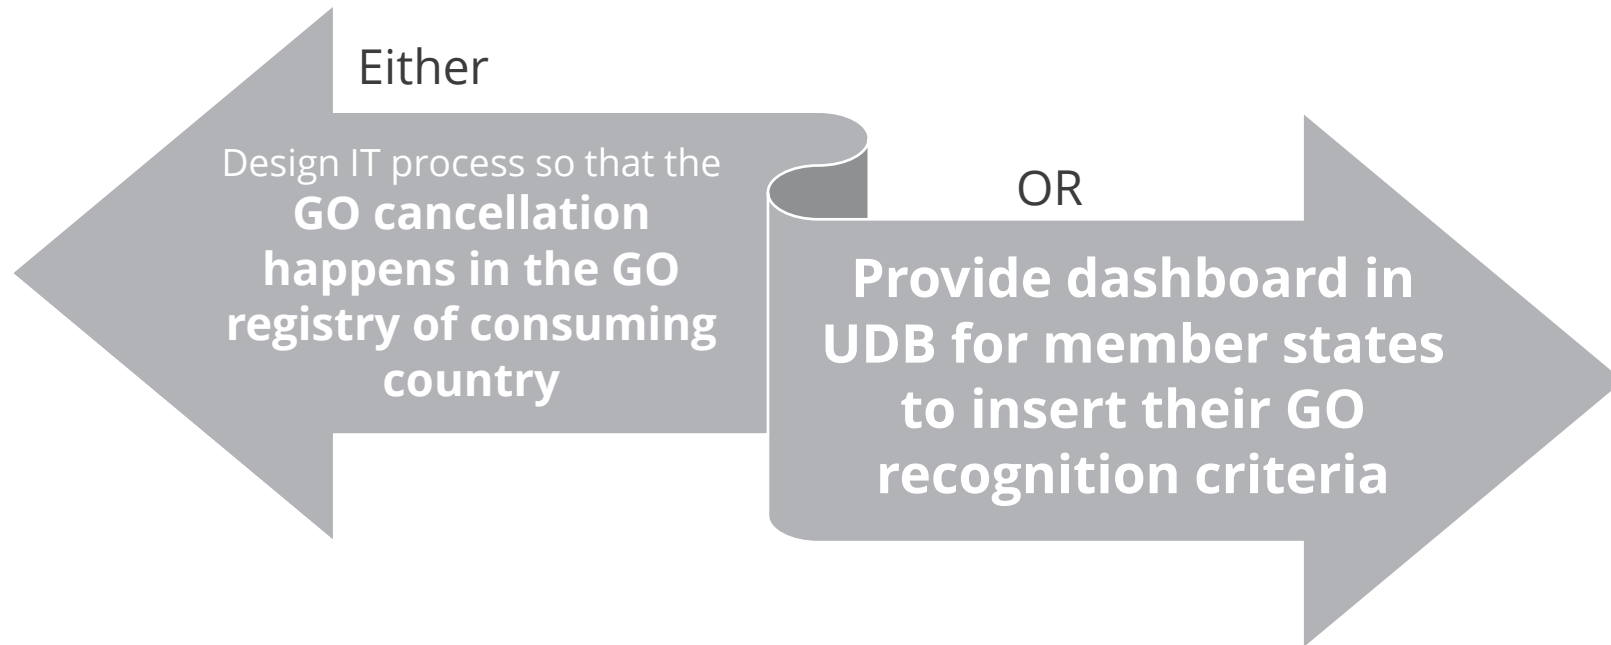 Either
Design IT process so that the
GO cancellation
happens in the GO
registry of consuming
country
OR
Provide dashboard in
UDB for member states
to insert their GO
recognition criteria